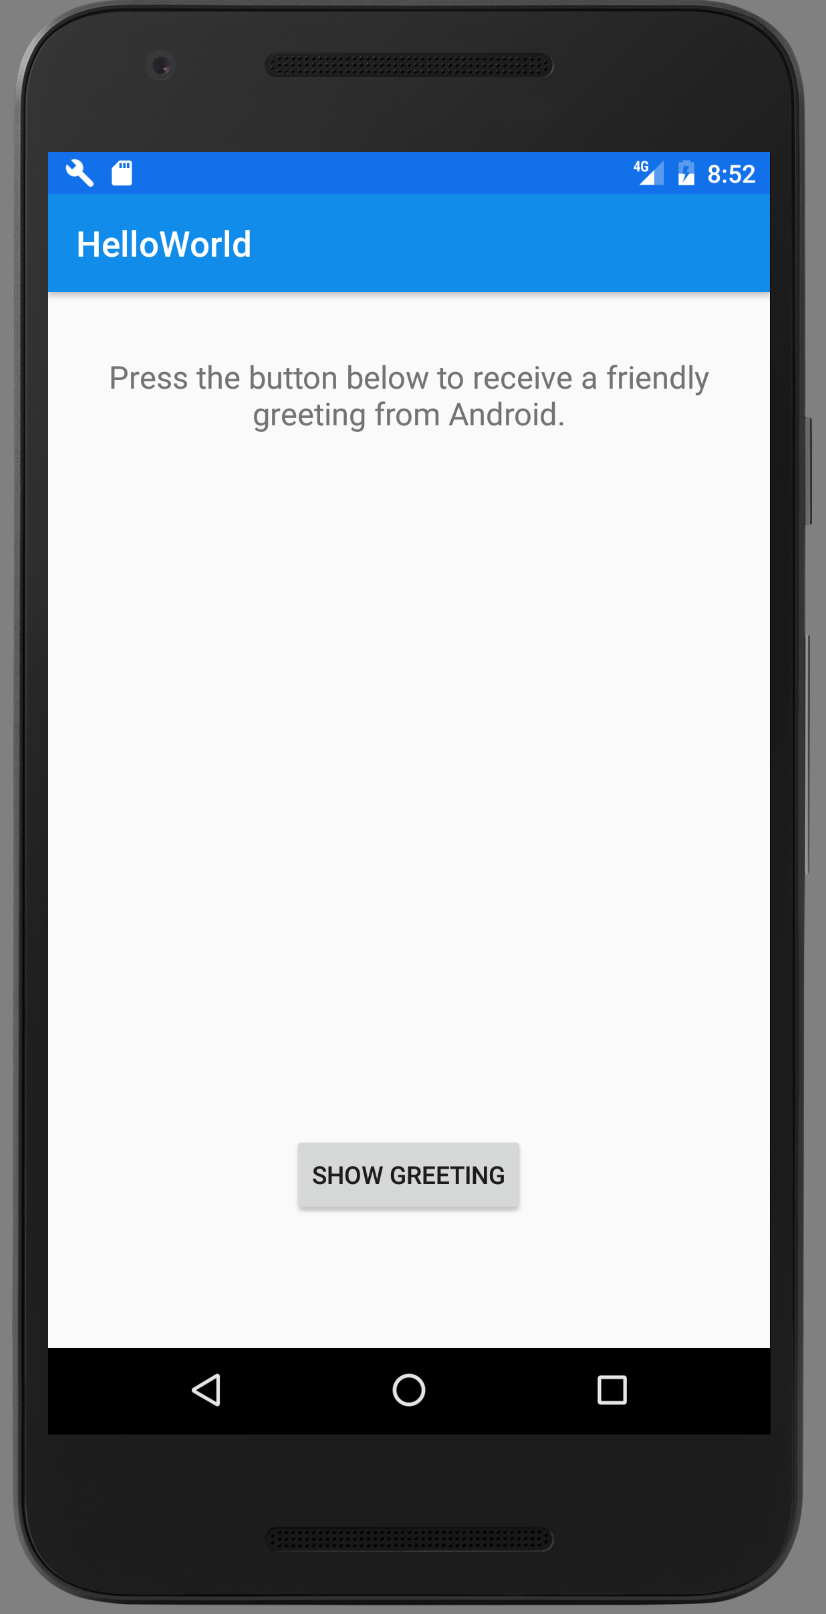 4G 8:52
HelloWorld
Press the button below to receive a friendly
greeting from Android.
SHOW GREETING